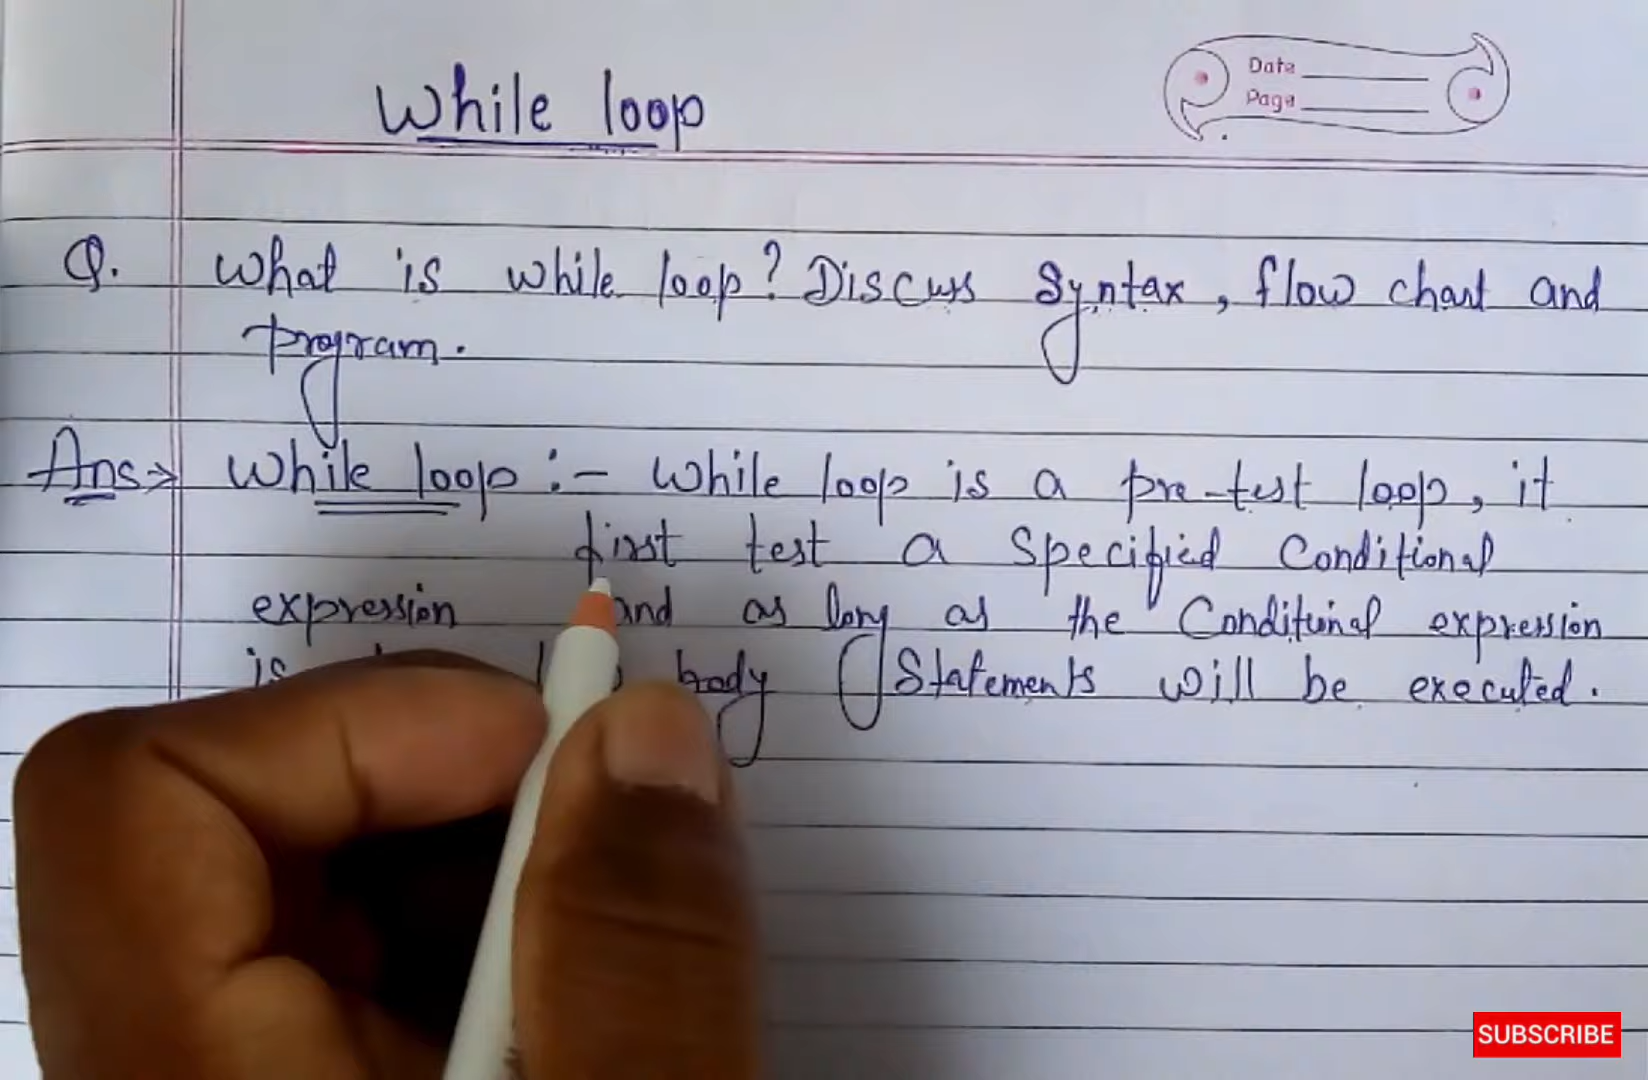 While loop
Date
Page
Q. What is while loop? Discuss Syntax, flow chart and
program.
Ans⇒ While loop :- While loop is a pre-test loop, it
first test a specified Conditional
expression and as long as the Conditional expression
is body Statements will be executed.
SUBSCRIBE